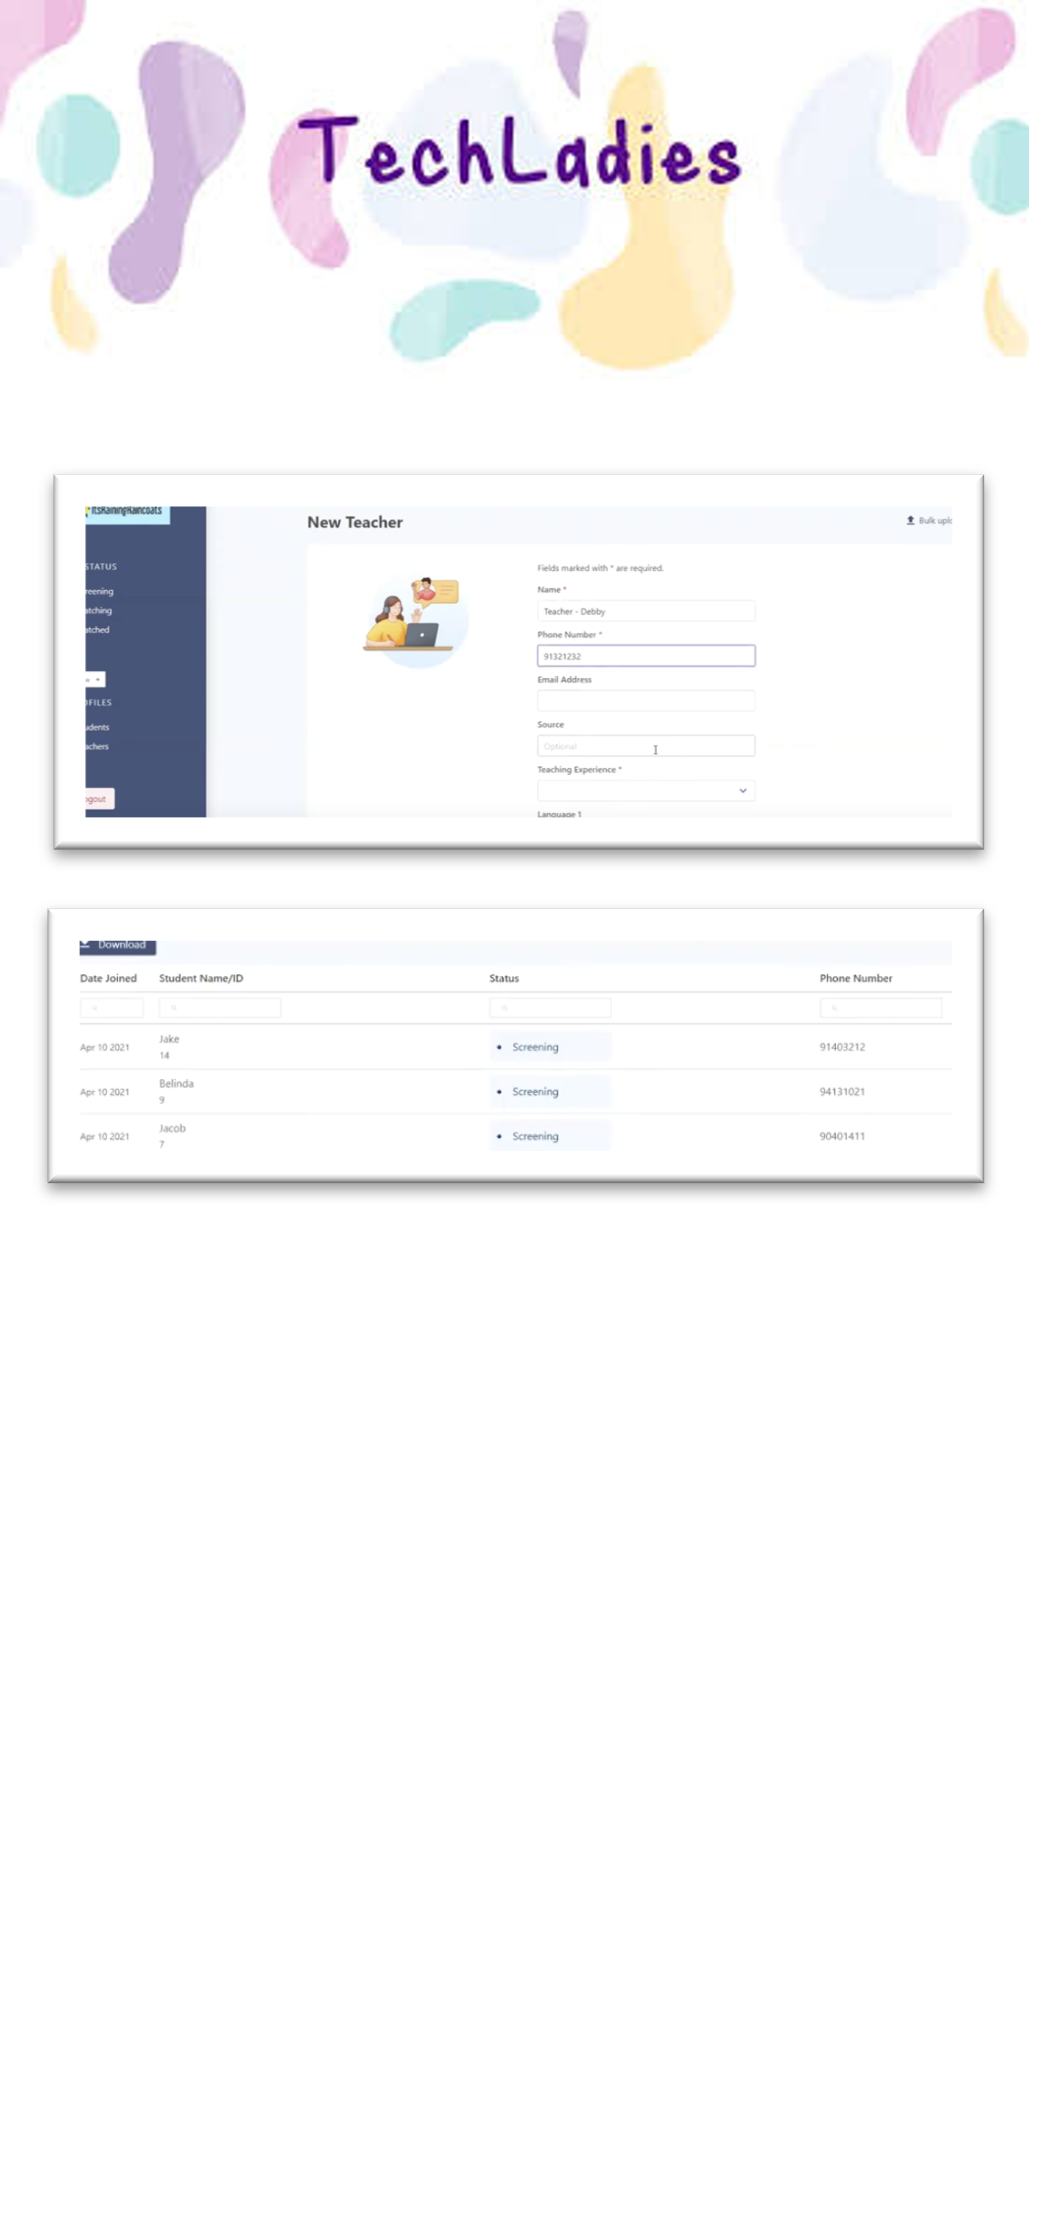 TechLadies
ItsRainingRaincoats
New Teacher
Bulk uplo
STATUS
reening
atching
atched
w
OFILES
udents
achers
ogout
Fields marked with * are required.
Name *
Teacher - Debby
Phone Number *
91321232
Email Address
Source
Optional
Teaching Experience *
Language 1
Download
Date Joined Student Name/ID Status Phone Number
Apr 10 2021 Jake 14 Screening 91403212
Apr 10 2021 Belinda 9 Screening 94131021
Apr 10 2021 Jacob 7 Screening 90401411